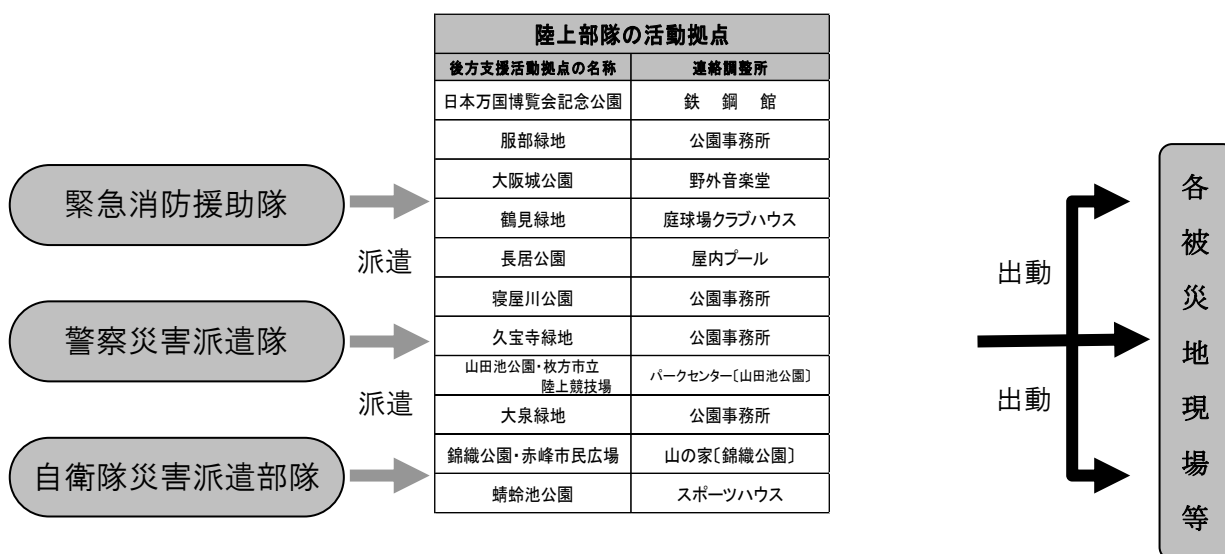 緊急消防援助隊
警察災害派遣隊
自衛隊災害派遣部隊
派遣
派遣
陸上部隊の活動拠点
後方支援活動拠点の名称 連絡調整所
日本万国博覧会記念公園 鉄 鋼 館
服部緑地 公園事務所
大阪城公園 野外音楽堂
鶴見緑地 庭球場クラブハウス
長居公園 屋内プール
寝屋川公園 公園事務所
久宝寺緑地 公園事務所
山田池公園・枚方市立
陸上競技場 パークセンター〔山田池公園〕
大泉緑地 公園事務所
錦織公園・赤峰市民広場 山の家〔錦織公園〕
蜻蛉池公園 スポーツハウス
出動
出動
各被災地現場等